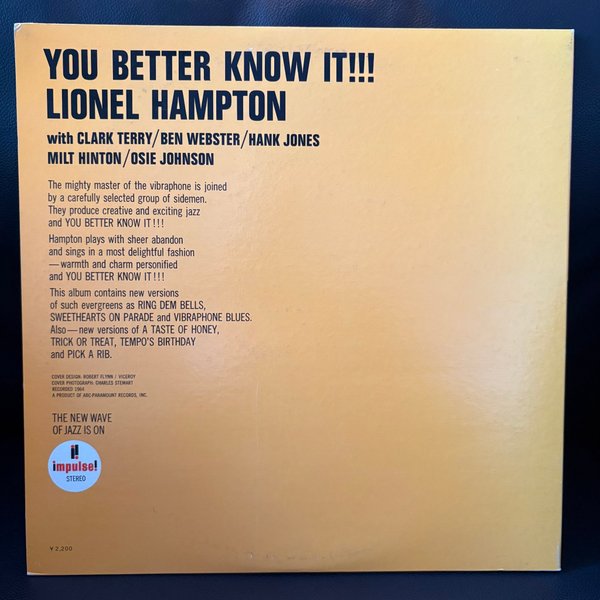 YOU BETTER KNOW IT!!!
LIONEL HAMPTON
with CLARK TERRY/BEN WEBSTER/HANK JONES
MILT HINTON/OSIE JOHNSON
The mighty master of the vibraphone is joined
by a carefully selected group of sidemen.
They produce creative and exciting jazz
and YOU BETTER KNOW IT!!!
Hampton plays with sheer abandon
and sings in a most delightful fashion
—warmth and charm personified
and YOU BETTER KNOW IT!!!
This album contains new versions
of such evergreens as RING DEM BELLS,
SWEETHEARTS ON PARADE and VIBRAPHONE BLUES.
Also—new versions of A TASTE OF HONEY,
TRICK OR TREAT, TEMPO'S BIRTHDAY
and PICK A RIB.
COVER DESIGN: ROBERT FLYNN / VICEROY
COVER PHOTOGRAPH: CHARLES STEWART
RECORDED 1964
A PRODUCT OF ABC-PARAMOUNT RECORDS, INC.
THE NEW WAVE
OF JAZZ IS ON
i!
impulse!
STEREO
¥2,200